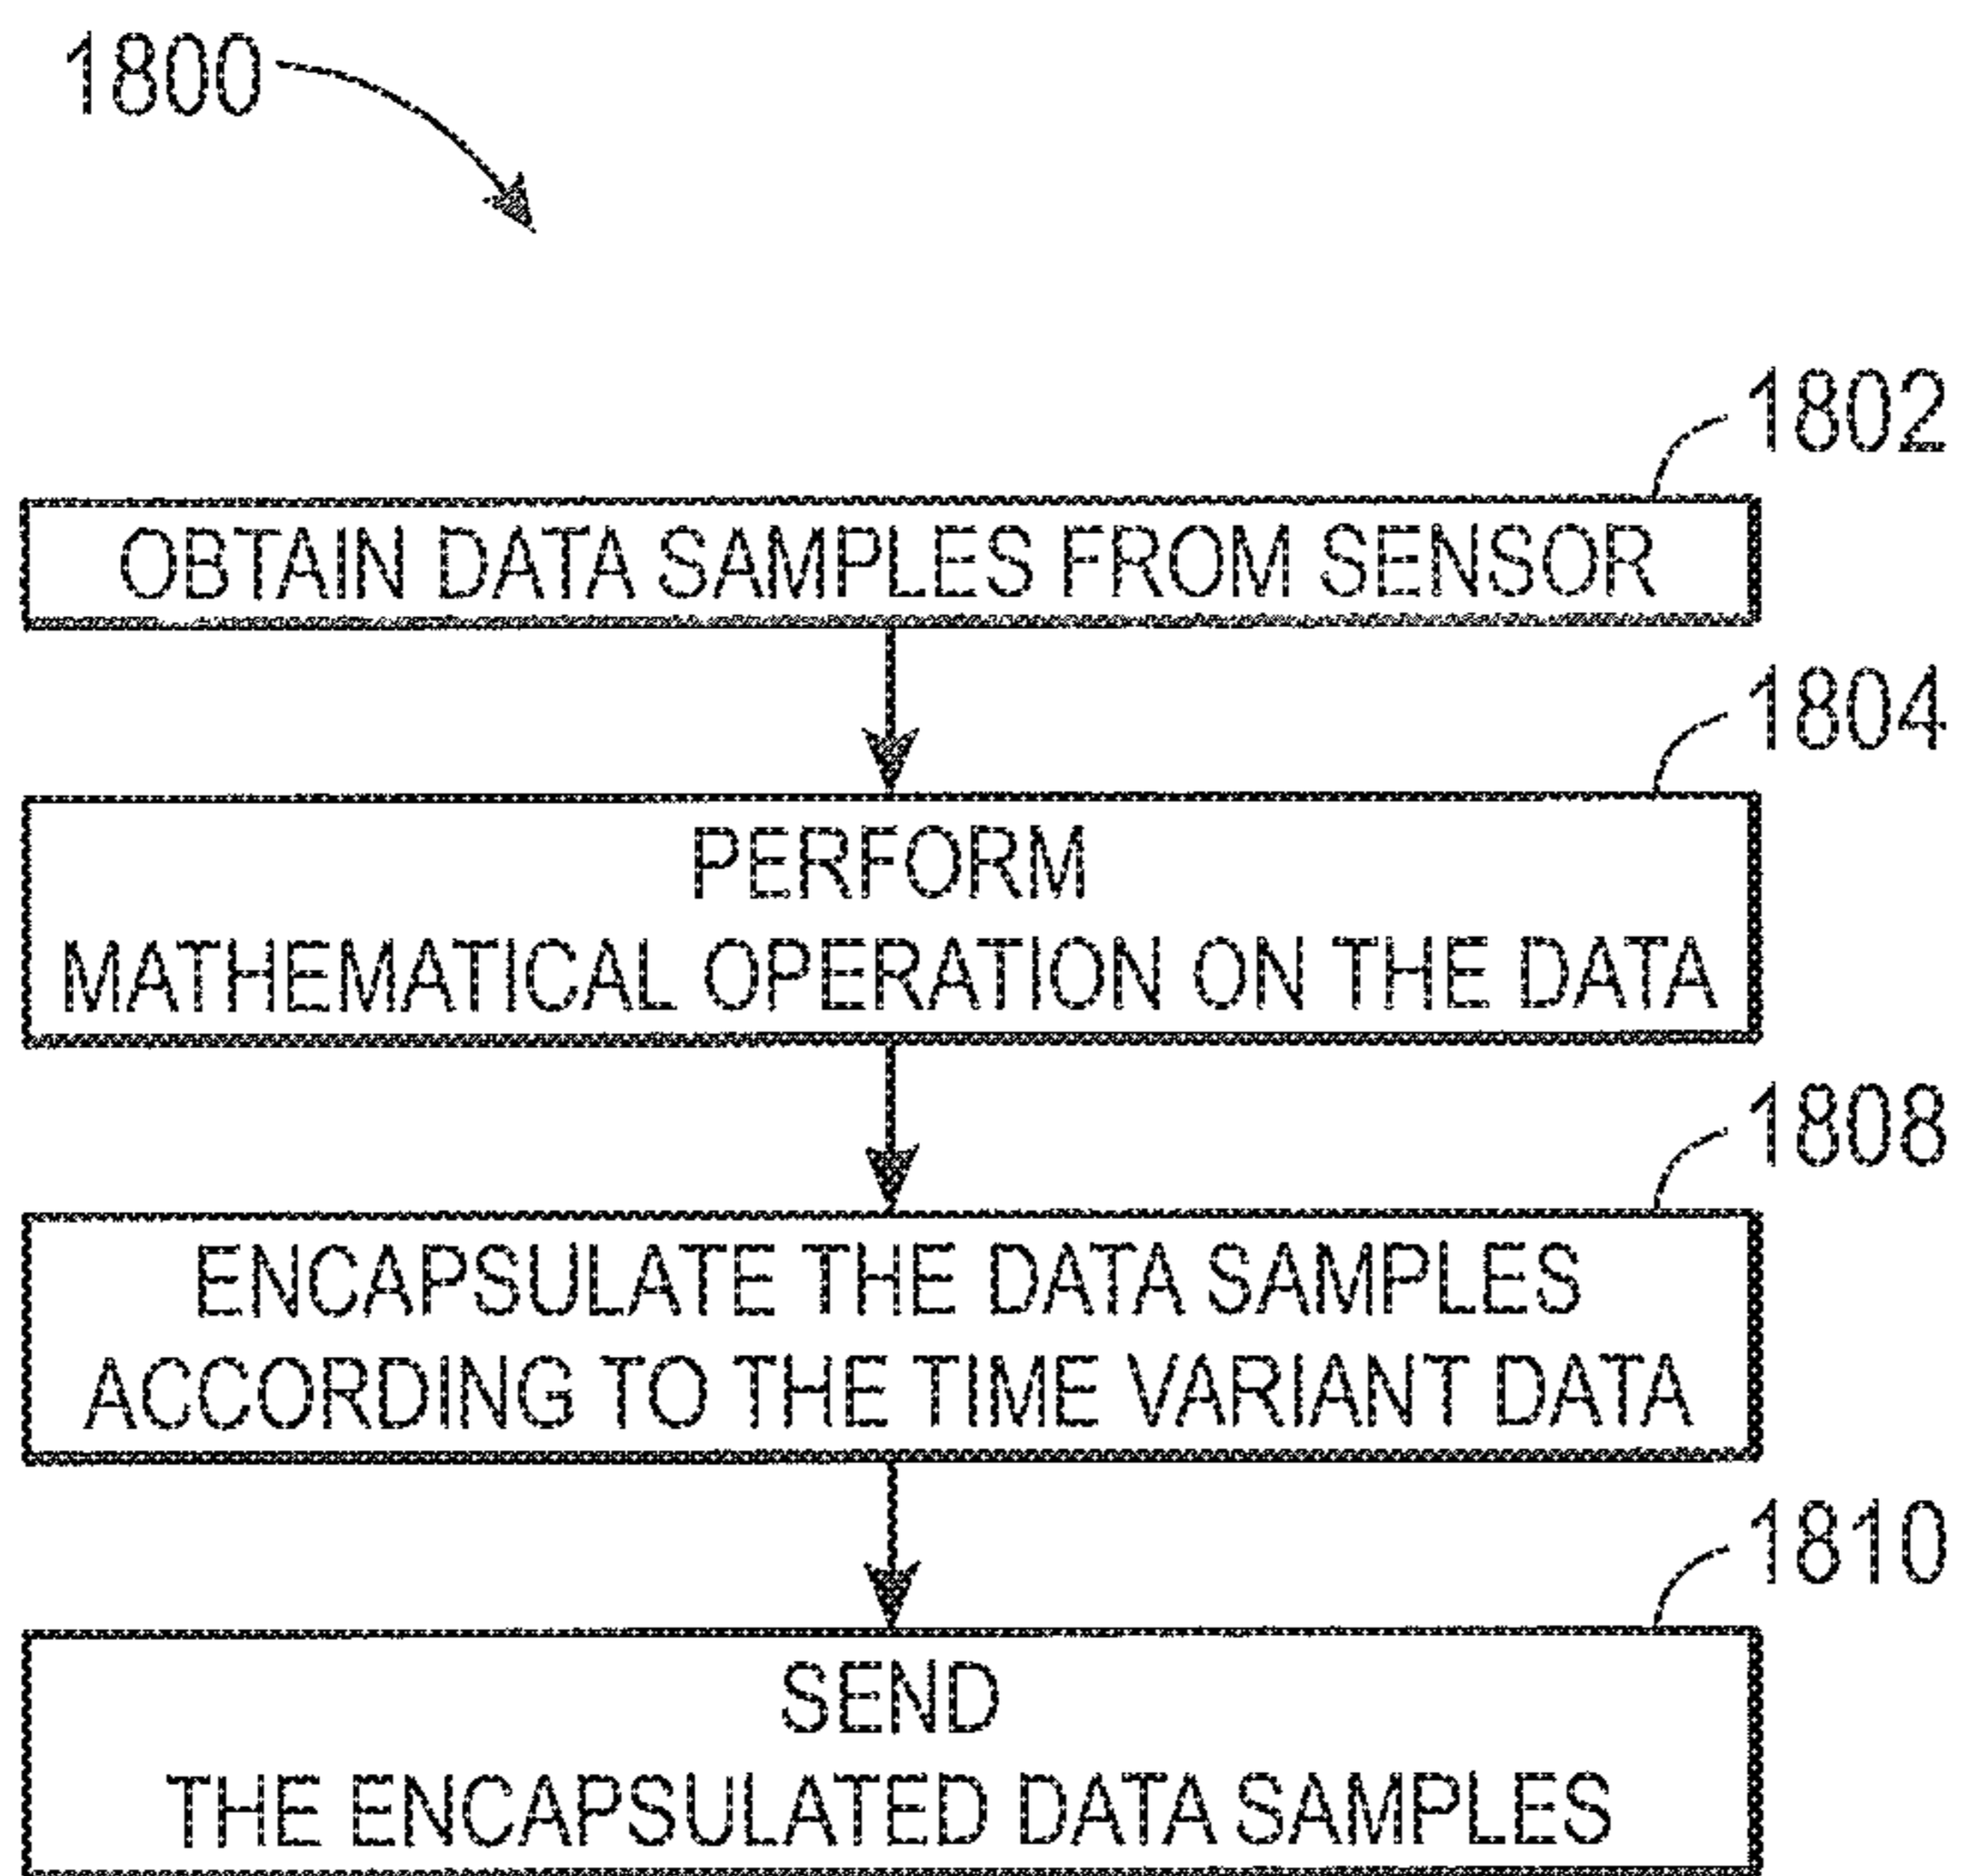 1800
1802
OBTAIN DATA SAMPLES FROM SENSOR
1804
PERFORM
MATHEMATICAL OPERATION ON THE DATA
1808
ENCAPSULATE THE DATA SAMPLES
ACCORDING TO THE TIME VARIANT DATA
1810
SEND
THE ENCAPSULATED DATA SAMPLES